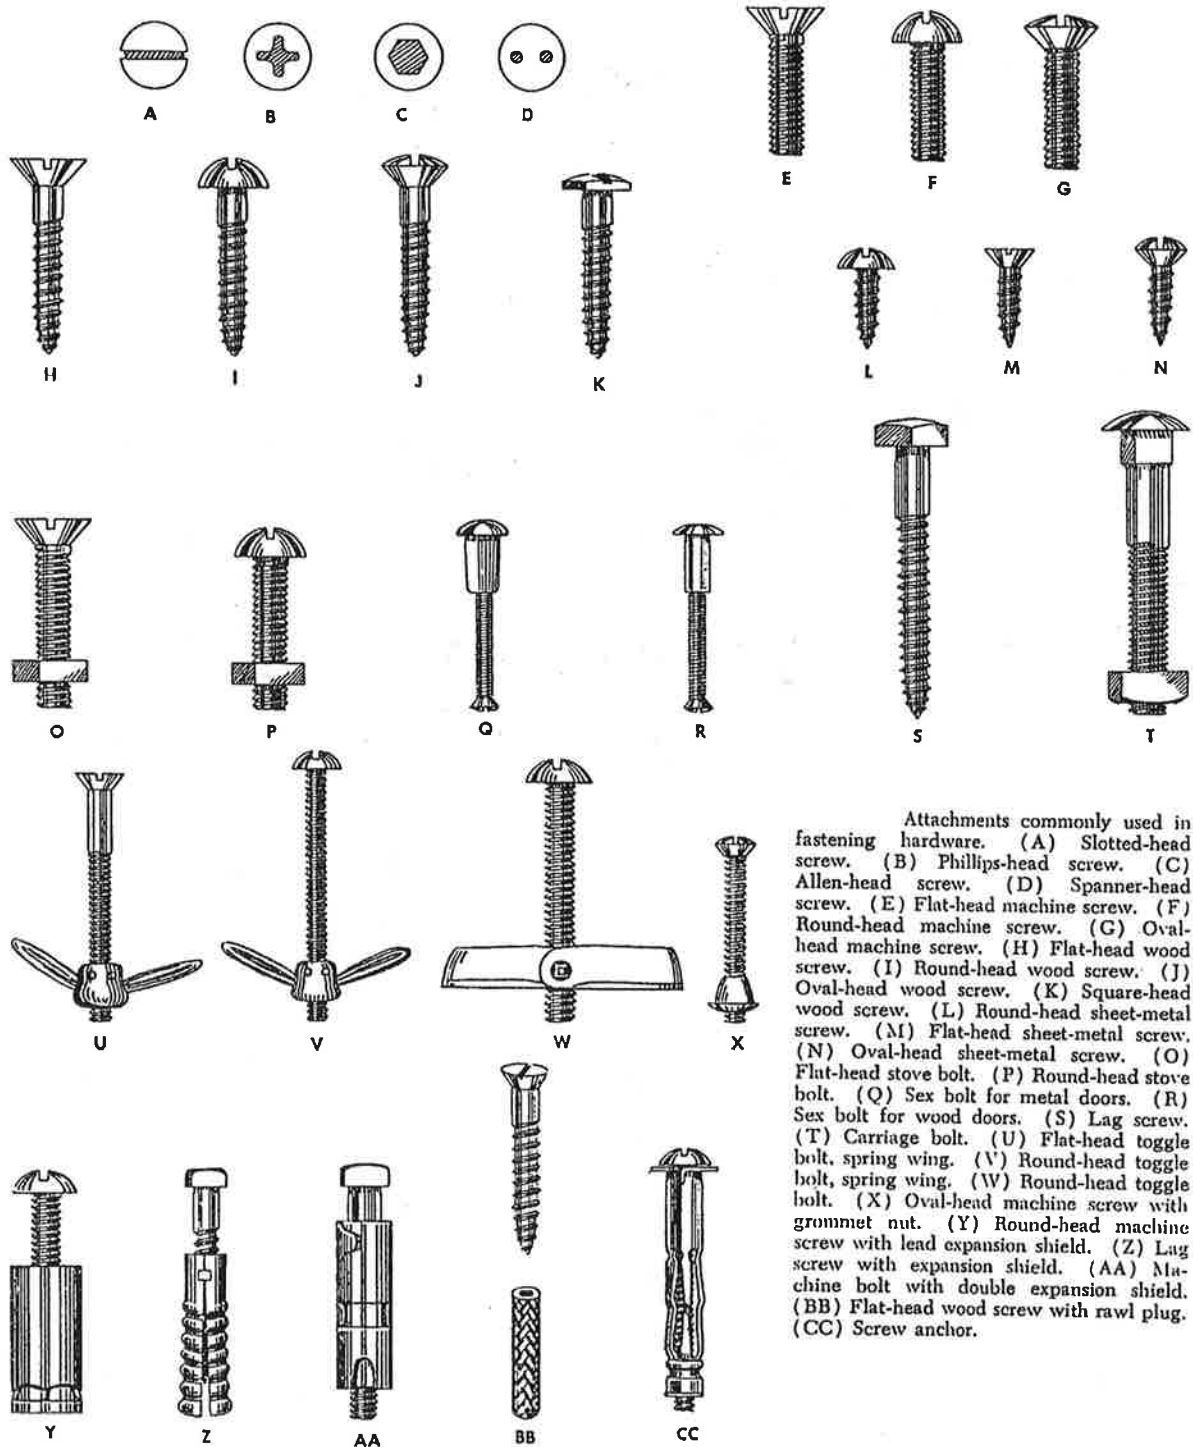 A B C D
E F G
H I J K
L M N
O P Q R
S T
U V W X
Attachments commonly used in
fastening hardware. (A) Slotted-head
screw. (B) Phillips-head screw. (C)
Allen-head screw. (D) Spanner-head
screw. (E) Flat-head machine screw. (F)
Round-head machine screw. (G) Oval-
head machine screw. (H) Flat-head wood
screw. (I) Round-head wood screw. (J)
Oval-head wood screw. (K) Square-head
wood screw. (L) Round-head sheet-metal
screw. (M) Flat-head sheet-metal screw.
(N) Oval-head sheet-metal screw. (O)
Flat-head stove bolt. (P) Round-head stove
bolt. (Q) Sex bolt for metal doors. (R)
Sex bolt for wood doors. (S) Lag screw.
(T) Carriage bolt. (U) Flat-head toggle
bolt, spring wing. (V) Round-head toggle
bolt, spring wing. (W) Round-head toggle
bolt. (X) Oval-head machine screw with
grommet nut. (Y) Round-head machine
screw with lead expansion shield. (Z) Lag
screw with expansion shield. (AA) Ma-
chine bolt with double expansion shield.
(BB) Flat-head wood screw with rawl plug.
(CC) Screw anchor.
Y Z AA BB CC